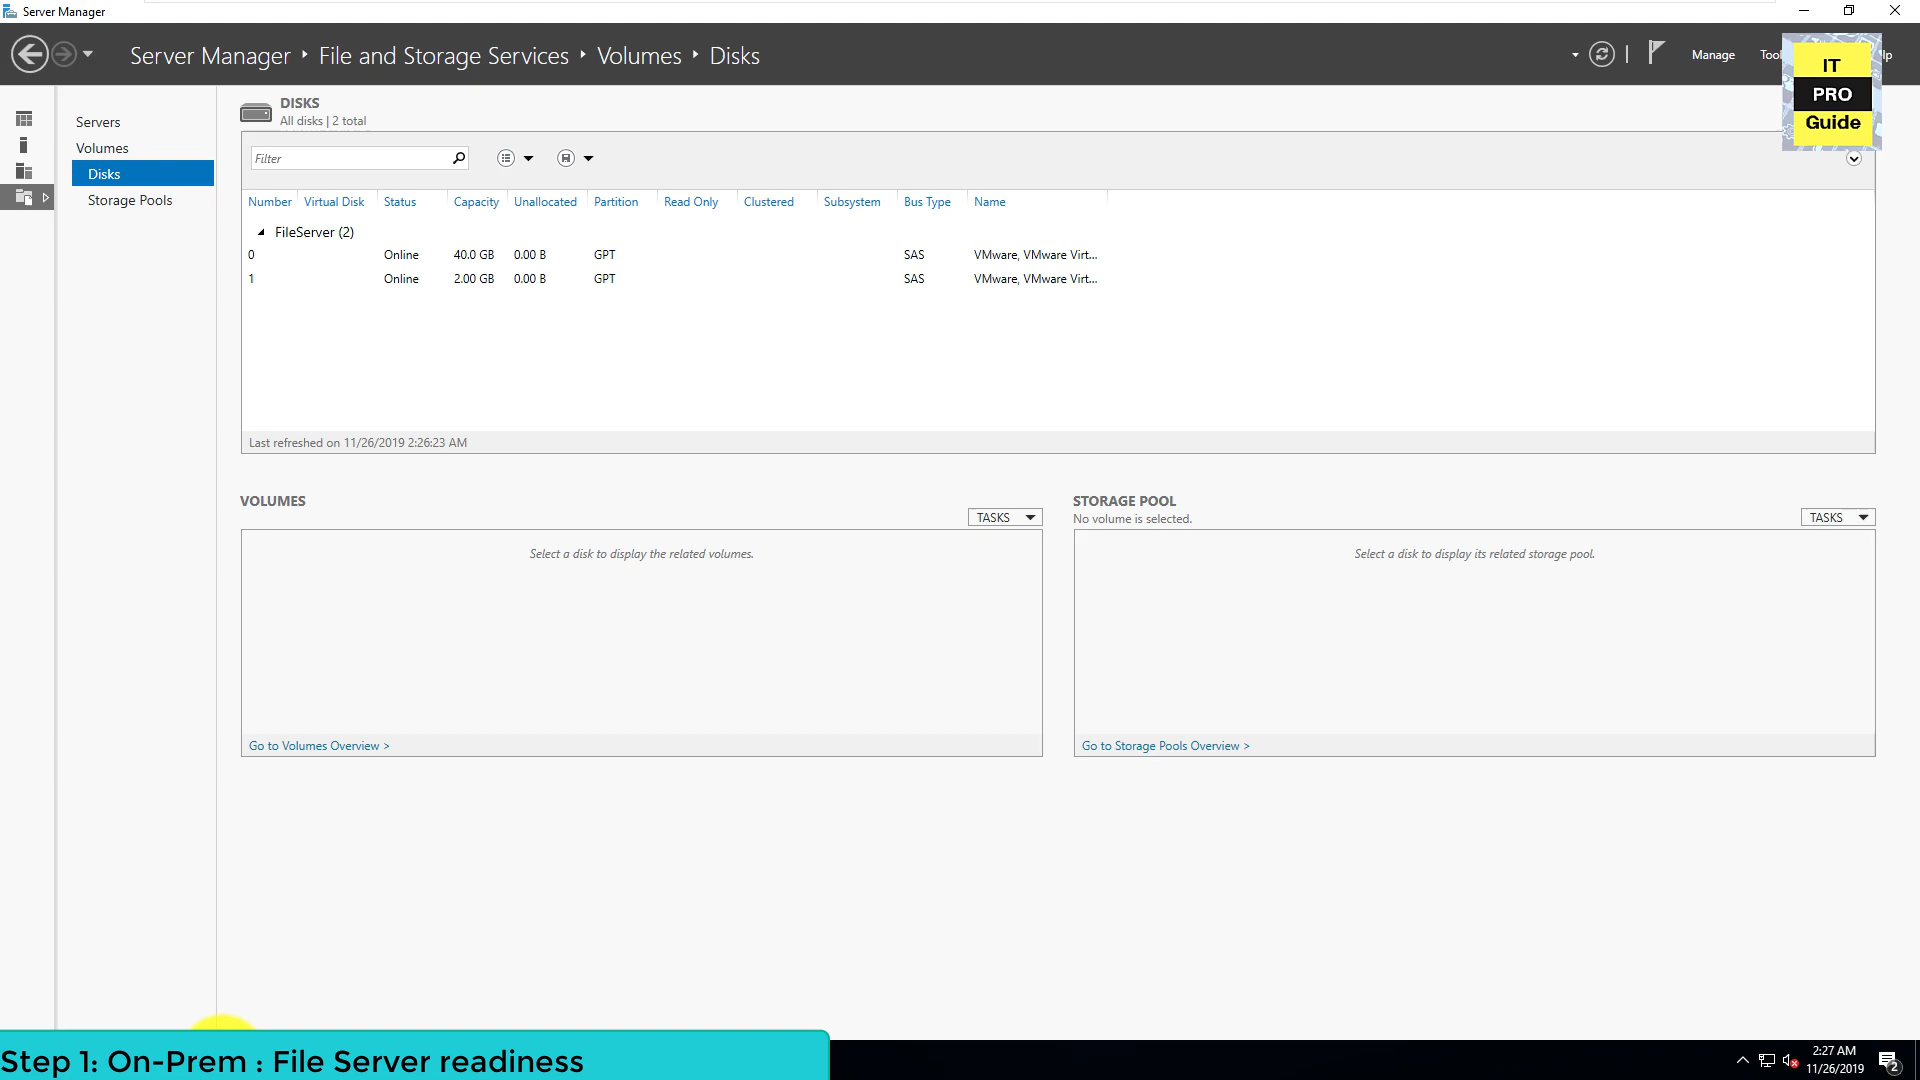 Server Manager
Server Manager ‣ File and Storage Services ‣ Volumes ‣ Disks
Manage
IT
PRO
Guide
Servers
Volumes
Disks
Storage Pools
DISKS
All disks | 2 total
Filter
Number Virtual Disk Status Capacity Unallocated Partition Read Only Clustered Subsystem Bus Type Name
FileServer (2)
0 Online 40.0 GB 0.00 B GPT SAS VMware, VMware Virt...
1 Online 2.00 GB 0.00 B GPT SAS VMware, VMware Virt...
Last refreshed on 11/26/2019 2:26:23 AM
VOLUMES
TASKS
Select a disk to display the related volumes.
Go to Volumes Overview >
STORAGE POOL
No volume is selected.
TASKS
Select a disk to display its related storage pool.
Go to Storage Pools Overview >
Step 1: On-Prem : File Server readiness
2:27 AM
11/26/2019
2